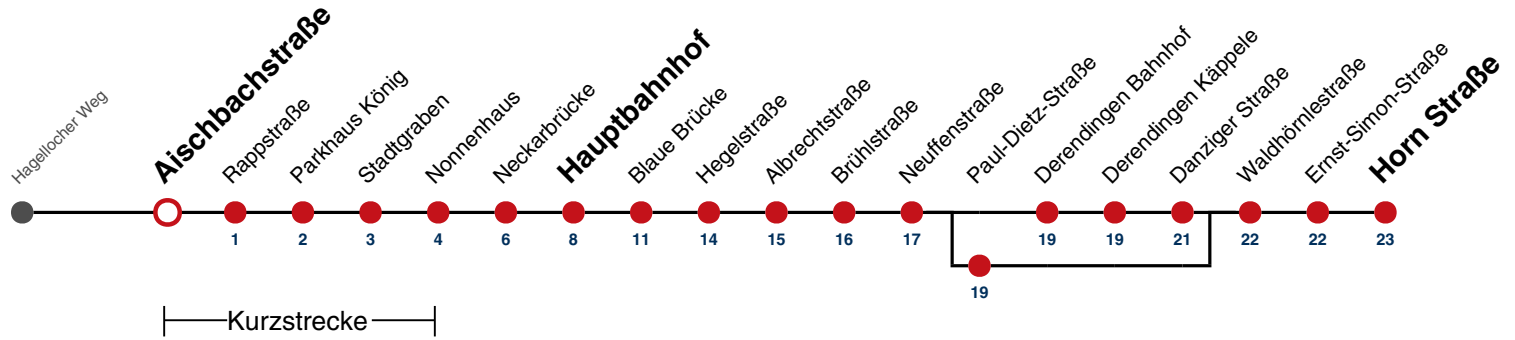 Hagellocher Weg
Aischbachstraße
Rappstraße
Parkhaus König
Stadtgraben
Nonnenhaus
Neckarbrücke
Hauptbahnhof
Blaue Brücke
Hegelstraße
Albrechtstraße
Brühlstraße
Neuffenstraße
Paul-Dietz-Straße
Derendingen Bahnhof
Derendingen Käppele
Danziger Straße
Waldhörnlestraße
Ernst-Simon-Straße
Horn Straße
1 2 3 4 6 8 11 14 15 16 17 19 19 21 22 22 23
19
Kurzstrecke